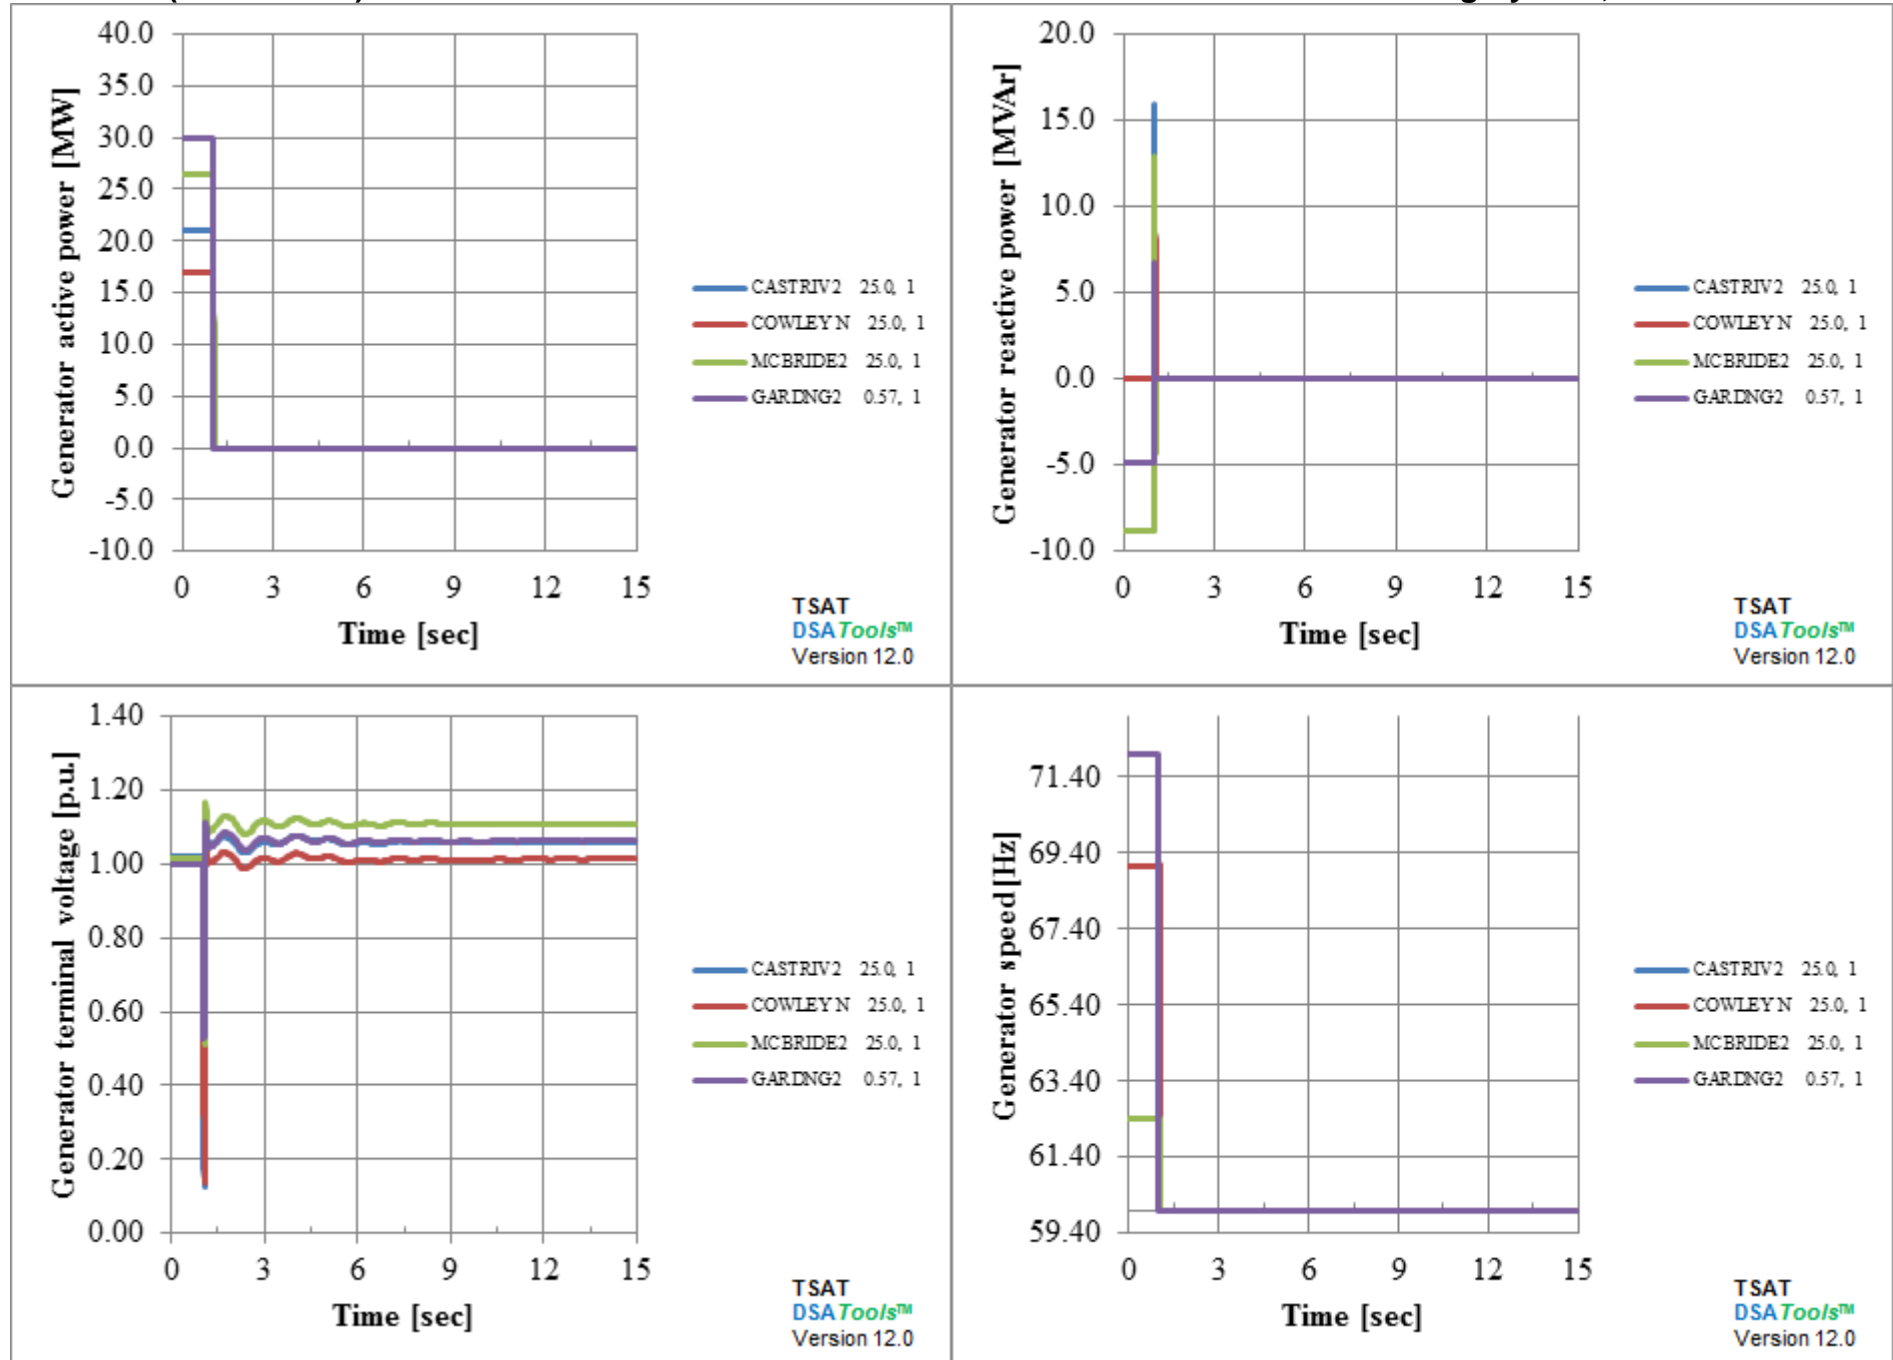 40.0
35.0
30.0
25.0
20.0
15.0
10.0
5.0
0.0
-5.0
-10.0
0 3 6 9 12 15
Generator active power [MW]
Time [sec]
CASTRIV2 25.0, 1
COWLEY N 25.0, 1
MCBRIDE2 25.0, 1
GARDNG2 0.57, 1
TSAT
DSATools™
Version 12.0
20.0
15.0
10.0
5.0
0.0
-5.0
-10.0
0 3 6 9 12 15
Generator reactive power [MVAr]
Time [sec]
CASTRIV2 25.0, 1
COWLEY N 25.0, 1
MCBRIDE2 25.0, 1
GARDNG2 0.57, 1
TSAT
DSATools™
Version 12.0
1.40
1.20
1.00
0.80
0.60
0.40
0.20
0.00
0 3 6 9 12 15
Generator terminal voltage [p.u.]
Time [sec]
CASTRIV2 25.0, 1
COWLEY N 25.0, 1
MCBRIDE2 25.0, 1
GARDNG2 0.57, 1
TSAT
DSATools™
Version 12.0
71.40
69.40
67.40
65.40
63.40
61.40
59.40
0 3 6 9 12 15
Generator speed [Hz]
Time [sec]
CASTRIV2 25.0, 1
COWLEY N 25.0, 1
MCBRIDE2 25.0, 1
GARDNG2 0.57, 1
TSAT
DSATools™
Version 12.0